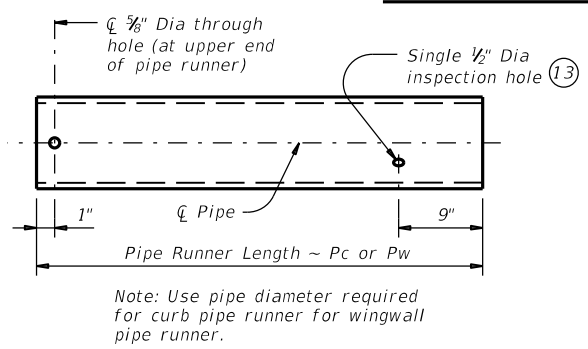 ℄ 5/8" Dia through
hole (at upper end
of pipe runner)
Single 1/2" Dia
inspection hole 13
1"
℄ Pipe
9"
Pipe Runner Length ~ Pc or Pw
Note: Use pipe diameter required
for curb pipe runner for wingwall
pipe runner.